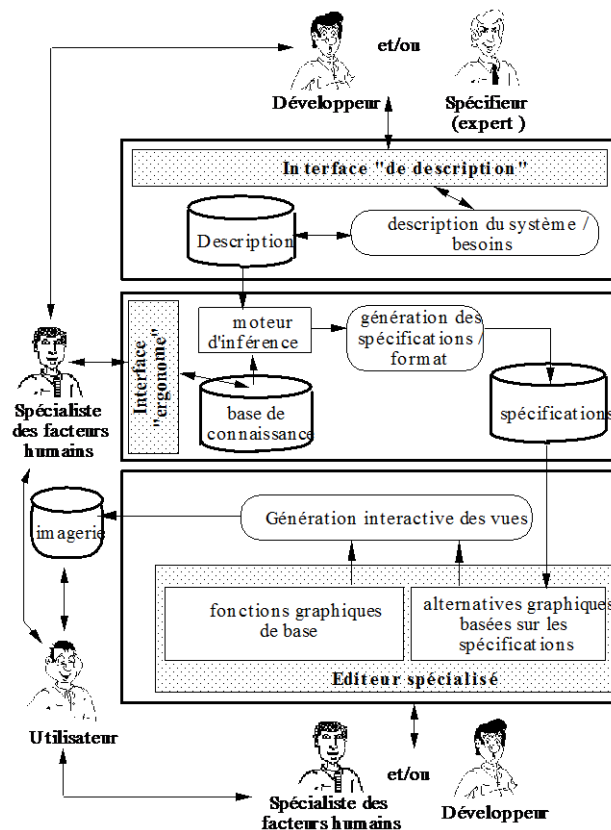 et/ou
Développeur
Spécifieur
(expert )
Interface "de description"
Description
description du système /
besoins
Interface
"ergonome"
moteur
d'inférence
génération des
spécifications /
format
base de
connaissance
spécifications
Spécialiste
des facteurs
humains
imagerie
Génération interactive des vues
fonctions graphiques
de base
alternatives graphiques
basées sur les
spécifications
Editeur spécialisé
Utilisateur
et/ou
Spécialiste des
facteurs humains
Développeur